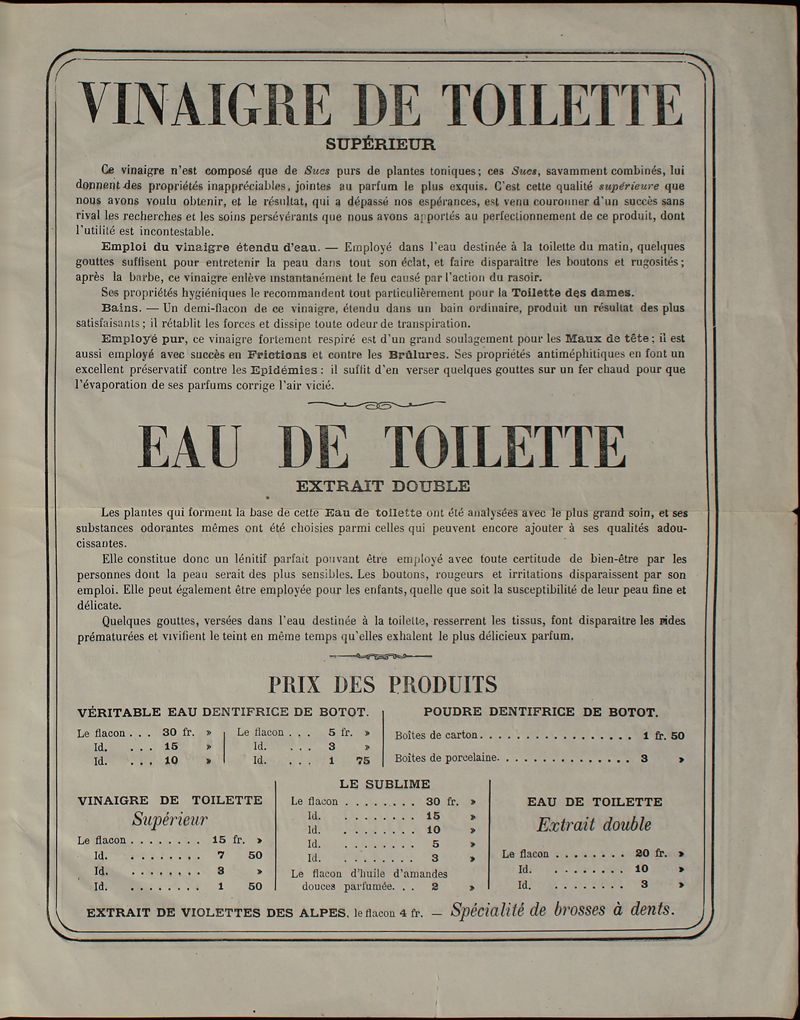 VINAIGRE DE TOILETTE
SUPÉRIEUR
Ce vinaigre n'est composé que de Sucs purs de plantes toniques; ces Sucs, savamment combinés, lui
donnent des propriétés inappréciables, jointes au parfum le plus exquis. C'est cette qualité supérieure que
nous avons voulu obtenir, et le résultat, qui a dépassé nos espérances, est venu couronner d'un succès sans
rival les recherches et les soins persévérants que nous avons apportés au perfectionnement de ce produit, dont
l'utilité est incontestable.
Emploi du vinaigre étendu d'eau. — Employé dans l'eau destinée à la toilette du matin, quelques
gouttes suffisent pour entretenir la peau dans tout son éclat, et faire disparaître les boutons et rugosités;
après la barbe, ce vinaigre enlève instantanément le feu causé par l'action du rasoir.
Ses propriétés hygiéniques le recommandent tout particulièrement pour la Toilette des dames.
Bains. — Un demi-flacon de ce vinaigre, étendu dans un bain ordinaire, produit un résultat des plus
satisfaisants; il rétablit les forces et dissipe toute odeur de transpiration.
Employé pur, ce vinaigre fortement respiré est d'un grand soulagement pour les Maux de tête; il est
aussi employé avec succès en Frictions et contre les Brûlures. Ses propriétés antiméphitiques en font un
excellent préservatif contre les Epidémies : il suffit d'en verser quelques gouttes sur un fer chaud pour que
l'évaporation de ses parfums corrige l'air vicié.
EAU DE TOILETTE
EXTRAIT DOUBLE
Les plantes qui forment la base de cette Eau de toilette ont été analysées avec le plus grand soin, et ses
substances odorantes mêmes ont été choisies parmi celles qui peuvent encore ajouter à ses qualités adou-
cissantes.
Elle constitue donc un lénitif parfait pouvant être employé avec toute certitude de bien-être par les
personnes dont la peau serait des plus sensibles. Les boutons, rougeurs et irritations disparaissent par son
emploi. Elle peut également être employée pour les enfants, quelle que soit la susceptibilité de leur peau fine et
délicate.
Quelques gouttes, versées dans l'eau destinée à la toilette, resserrent les tissus, font disparaître les rides
prématurées et vivifient le teint en même temps qu'elles exhalent le plus délicieux parfum.
PRIX DES PRODUITS
VÉRITABLE EAU DENTIFRICE DE BOTOT.
Le flacon . . . 30 fr. »
Id. . . . 15 »
Id. . . . 10 »
Le flacon . . . 5 fr. »
Id. . . . 3 »
Id. . . . 1 75
POUDRE DENTIFRICE DE BOTOT.
Boîtes de carton. . . . . . . . . . . . . . . . 1 fr. 50
Boîtes de porcelaine. . . . . . . . . . . . . . 3 »
VINAIGRE DE TOILETTE
Supérieur
Le flacon . . . . . . . . 15 fr. »
Id. . . . . . . . . 7 50
Id. . . . . . . . . 3 »
Id. . . . . . . . . 1 50
LE SUBLIME
Le flacon . . . . . . . . 30 fr. »
Id. . . . . . . . . 15 »
Id. . . . . . . . . 10 »
Id. . . . . . . . . 5 »
Id. . . . . . . . . 3 »
Le flacon d'huile d'amandes
douces parfumée. . . 2 »
EAU DE TOILETTE
Extrait double
Le flacon . . . . . . . . 20 fr. »
Id. . . . . . . . . 10 »
Id. . . . . . . . . 3 »
EXTRAIT DE VIOLETTES DES ALPES, le flacon 4 fr. — Spécialité de brosses à dents.